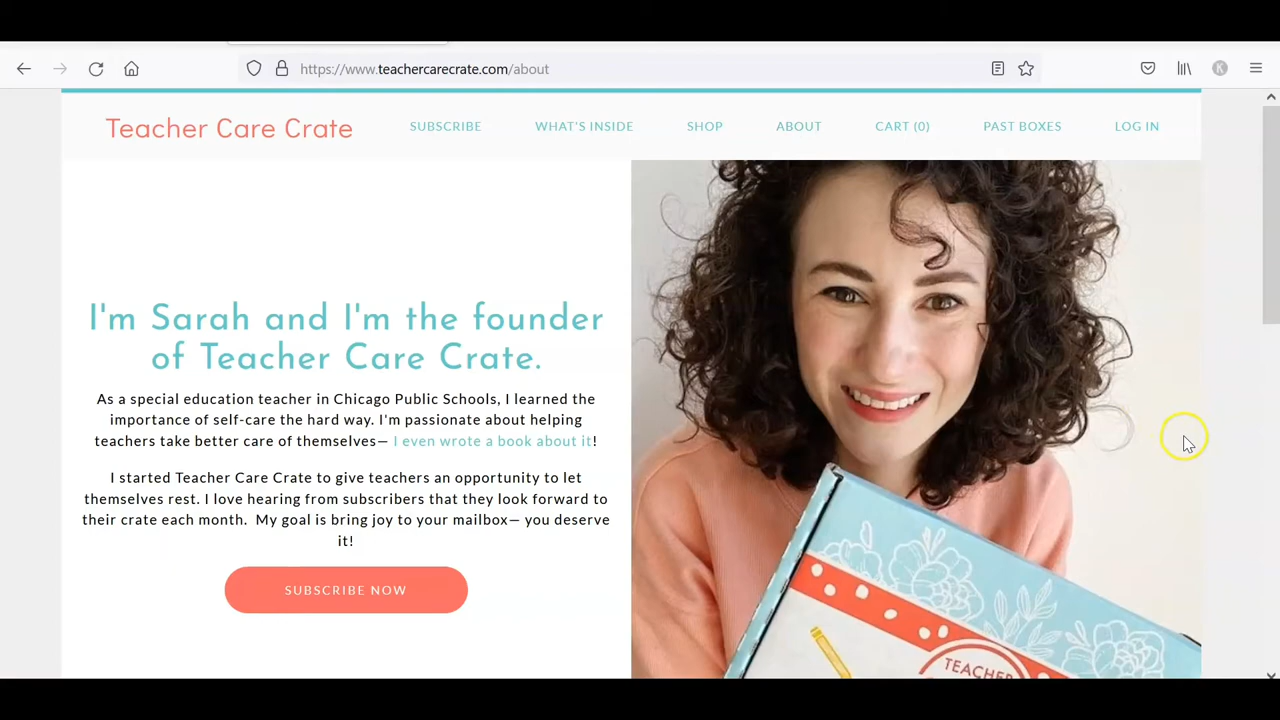 https://www.teachercarecrate.com/about
Teacher Care Crate
SUBSCRIBE
WHAT'S INSIDE
SHOP
ABOUT
CART (0)
PAST BOXES
LOG IN
I'm Sarah and I'm the founder
of Teacher Care Crate.
As a special education teacher in Chicago Public Schools, I learned the
importance of self-care the hard way. I'm passionate about helping
teachers take better care of themselves— I even wrote a book about it!
I started Teacher Care Crate to give teachers an opportunity to let
themselves rest. I love hearing from subscribers that they look forward to
their crate each month.  My goal is bring joy to your mailbox— you deserve
it!
SUBSCRIBE NOW
TEACHER
K